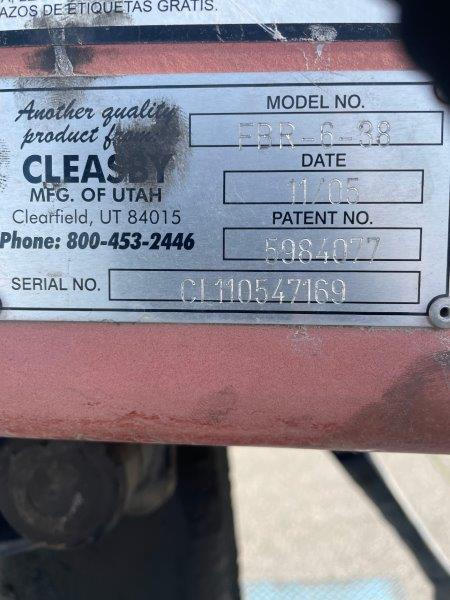 AZOS DE ETIQUETAS GRATIS.
Another quality
product from:
CLEASBY
MFG. OF UTAH
Clearfield, UT 84015
Phone: 800-453-2446
MODEL NO.
FBR-6-38
DATE
11/05
PATENT NO.
5984077
SERIAL NO.
CL110547169